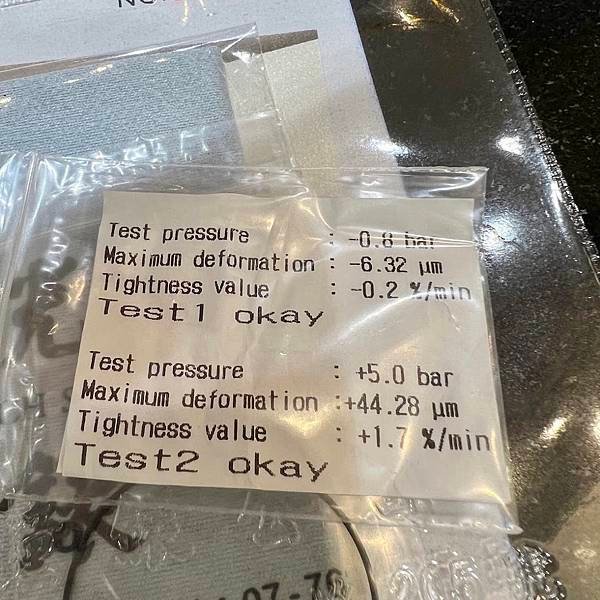 Test pressure : -0.8 bar
Maximum deformation : -6.32 µm
Tightness value : -0.2 %/min
Test1 okay
Test pressure : +5.0 bar
Maximum deformation :+44.28 µm
Tightness value : +1.7 %/min
Test2 okay